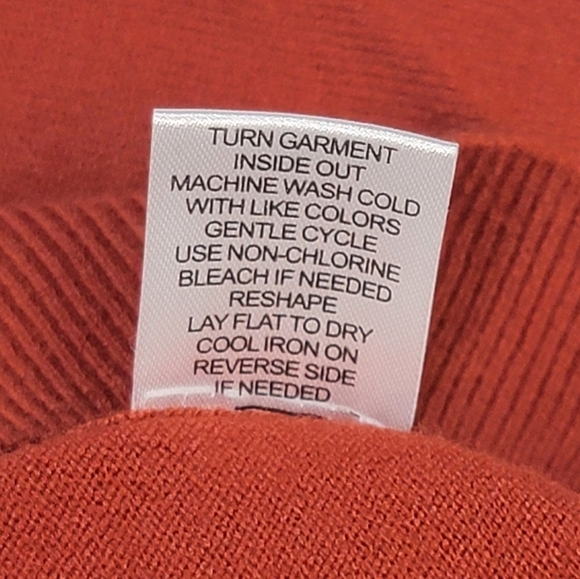 TURN GARMENT
INSIDE OUT
MACHINE WASH COLD
WITH LIKE COLORS
GENTLE CYCLE
USE NON-CHLORINE
BLEACH IF NEEDED
RESHAPE
LAY FLAT TO DRY
COOL IRON ON
REVERSE SIDE
IF NEEDED